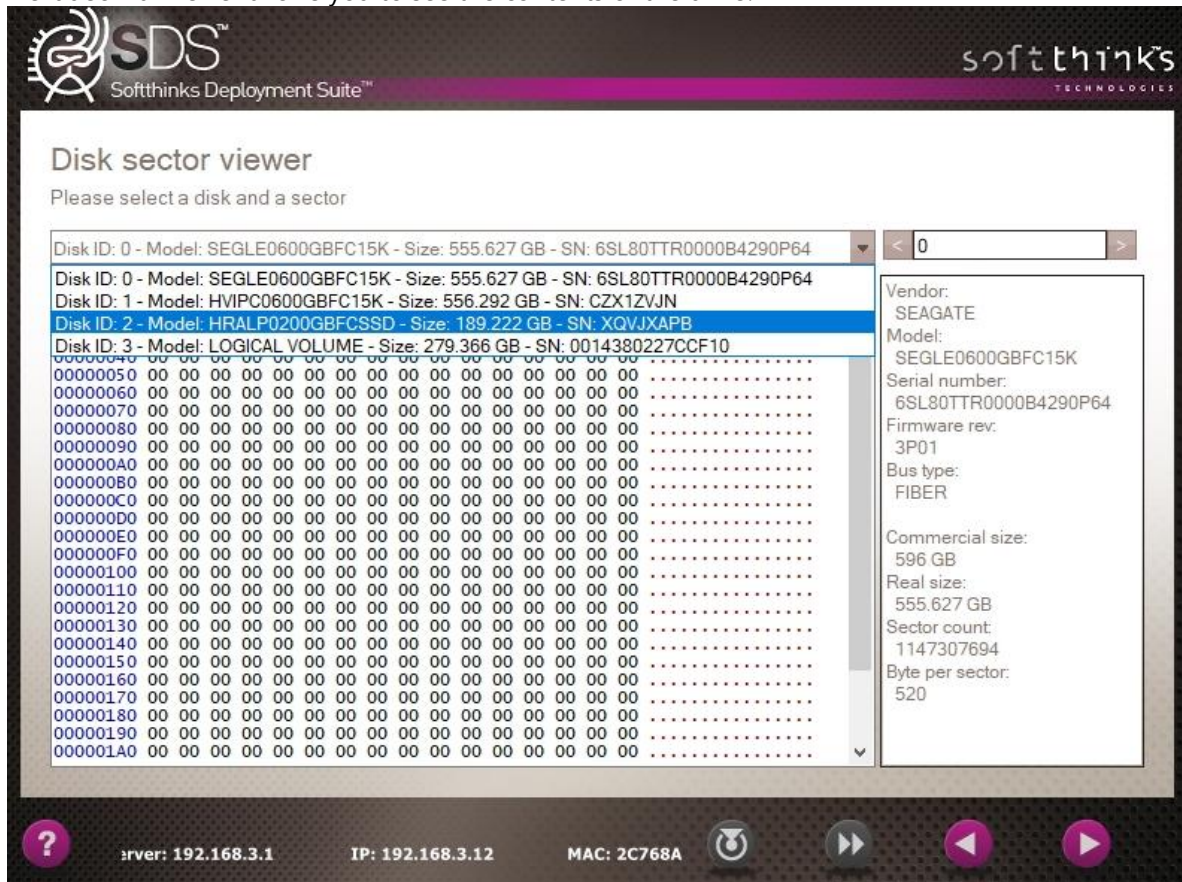 SDS™
Softthinks Deployment Suite™
softthinks
TECHNOLOGIES
Disk sector viewer
Please select a disk and a sector
Disk ID: 0 - Model: SEGLE0600GBFC15K - Size: 555.627 GB - SN: 6SL80TTR0000B4290P64
< 0 >
Disk ID: 0 - Model: SEGLE0600GBFC15K - Size: 555.627 GB - SN: 6SL80TTR0000B4290P64
Disk ID: 1 - Model: HVIPC0600GBFC15K - Size: 556.292 GB - SN: CZX1ZVJN
Disk ID: 2 - Model: HRALP0200GBFCSSD - Size: 189.222 GB - SN: XQVJXAPB
Disk ID: 3 - Model: LOGICAL VOLUME - Size: 279.366 GB - SN: 0014380227CCF10
00000040 00 00 00 00 00 00 00 00 00 00 00 00 00 00 00 00 ................
00000050 00 00 00 00 00 00 00 00 00 00 00 00 00 00 00 00 ................
00000060 00 00 00 00 00 00 00 00 00 00 00 00 00 00 00 00 ................
00000070 00 00 00 00 00 00 00 00 00 00 00 00 00 00 00 00 ................
00000080 00 00 00 00 00 00 00 00 00 00 00 00 00 00 00 00 ................
00000090 00 00 00 00 00 00 00 00 00 00 00 00 00 00 00 00 ................
000000A0 00 00 00 00 00 00 00 00 00 00 00 00 00 00 00 00 ................
000000B0 00 00 00 00 00 00 00 00 00 00 00 00 00 00 00 00 ................
000000C0 00 00 00 00 00 00 00 00 00 00 00 00 00 00 00 00 ................
000000D0 00 00 00 00 00 00 00 00 00 00 00 00 00 00 00 00 ................
000000E0 00 00 00 00 00 00 00 00 00 00 00 00 00 00 00 00 ................
000000F0 00 00 00 00 00 00 00 00 00 00 00 00 00 00 00 00 ................
00000100 00 00 00 00 00 00 00 00 00 00 00 00 00 00 00 00 ................
00000110 00 00 00 00 00 00 00 00 00 00 00 00 00 00 00 00 ................
00000120 00 00 00 00 00 00 00 00 00 00 00 00 00 00 00 00 ................
00000130 00 00 00 00 00 00 00 00 00 00 00 00 00 00 00 00 ................
00000140 00 00 00 00 00 00 00 00 00 00 00 00 00 00 00 00 ................
00000150 00 00 00 00 00 00 00 00 00 00 00 00 00 00 00 00 ................
00000160 00 00 00 00 00 00 00 00 00 00 00 00 00 00 00 00 ................
00000170 00 00 00 00 00 00 00 00 00 00 00 00 00 00 00 00 ................
00000180 00 00 00 00 00 00 00 00 00 00 00 00 00 00 00 00 ................
00000190 00 00 00 00 00 00 00 00 00 00 00 00 00 00 00 00 ................
000001A0 00 00 00 00 00 00 00 00 00 00 00 00 00 00 00 00 ................
Vendor:
SEAGATE
Model:
SEGLE0600GBFC15K
Serial number:
6SL80TTR0000B4290P64
Firmware rev:
3P01
Bus type:
FIBER
Commercial size:
596 GB
Real size:
555.627 GB
Sector count:
1147307694
Byte per sector:
520
?
erver: 192.168.3.1 IP: 192.168.3.12 MAC: 2C768A